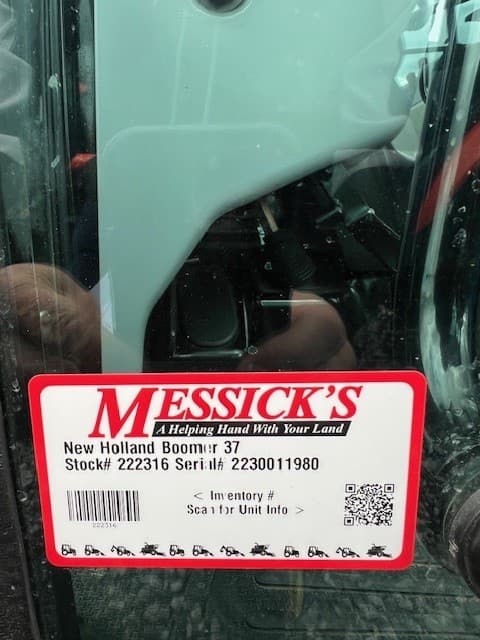 MESSICK'S
A Helping Hand With Your Land
New Holland Boomer 37
Stock# 222316 Serial# 2230011980
< Inventory #
Scan for Unit Info >
222316